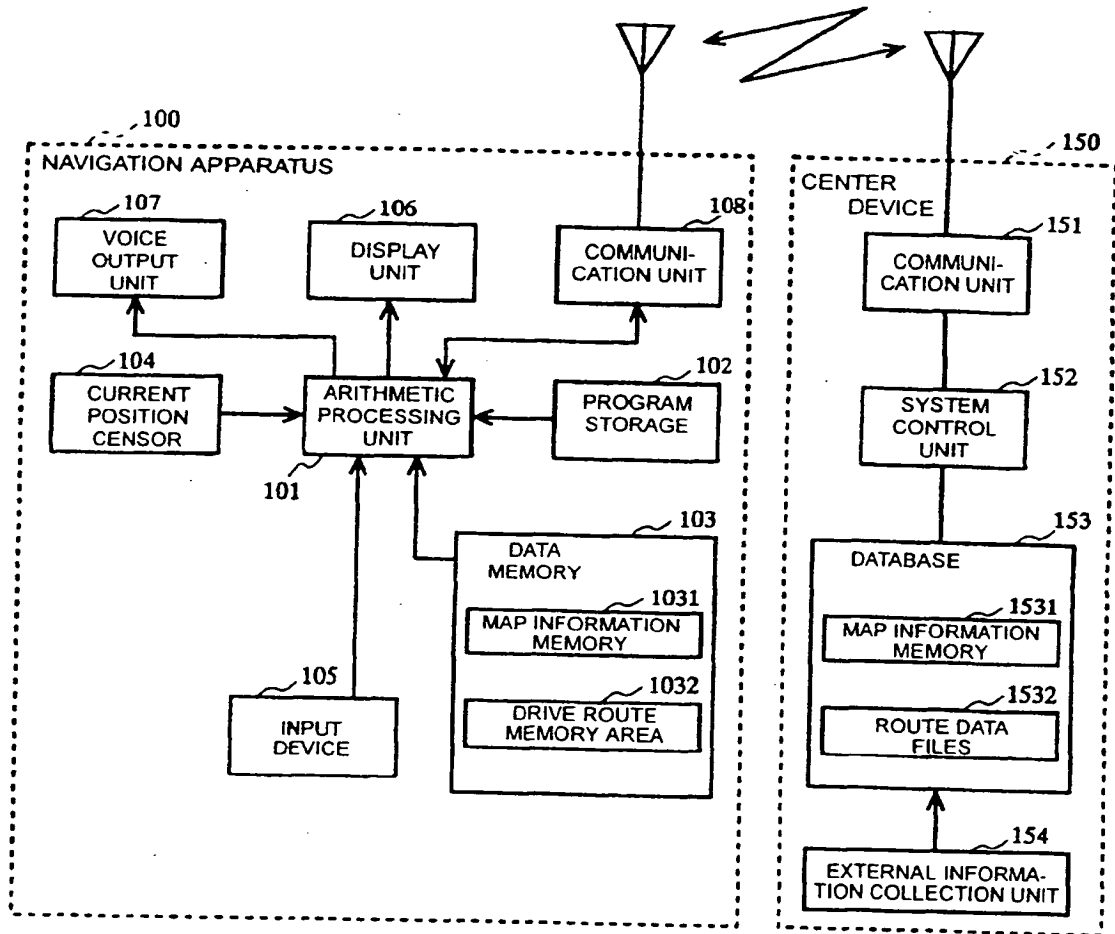 100
NAVIGATION APPARATUS
107
VOICE
OUTPUT
UNIT
106
DISPLAY
UNIT
108
COMMUNI-
CATION UNIT
104
CURRENT
POSITION
CENSOR
ARITHMETIC
PROCESSING
UNIT
101
102
PROGRAM
STORAGE
103
DATA
MEMORY
1031
MAP INFORMATION
MEMORY
1032
DRIVE ROUTE
MEMORY AREA
105
INPUT
DEVICE
150
CENTER
DEVICE
151
COMMUNI-
CATION UNIT
152
SYSTEM
CONTROL
UNIT
153
DATABASE
1531
MAP INFORMATION
MEMORY
1532
ROUTE DATA
FILES
154
EXTERNAL INFORMA-
TION COLLECTION UNIT